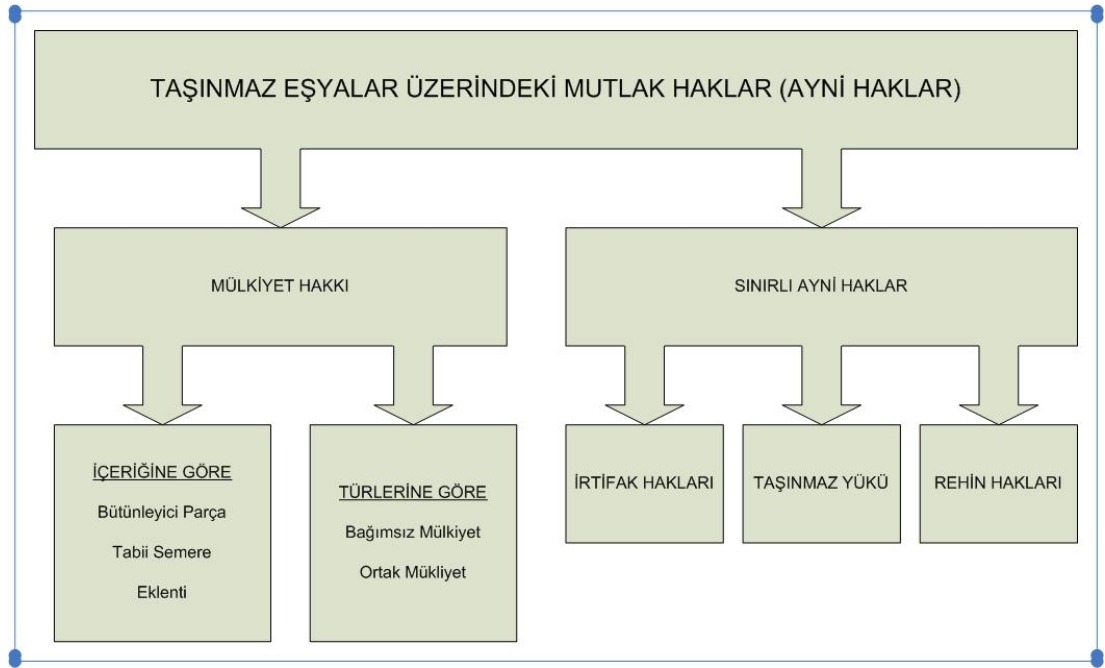 TAŞINMAZ EŞYALAR ÜZERİNDEKİ MUTLAK HAKLAR (AYNİ HAKLAR)
MÜLKİYET HAKKI
SINIRLI AYNİ HAKLAR
İÇERİĞİNE GÖRE
Bütünleyici Parça
Tabii Semere
Eklenti
TÜRLERİNE GÖRE
Bağımsız Mülkiyet
Ortak Mükliyet
İRTİFAK HAKLARI
TAŞINMAZ YÜKÜ
REHİN HAKLARI